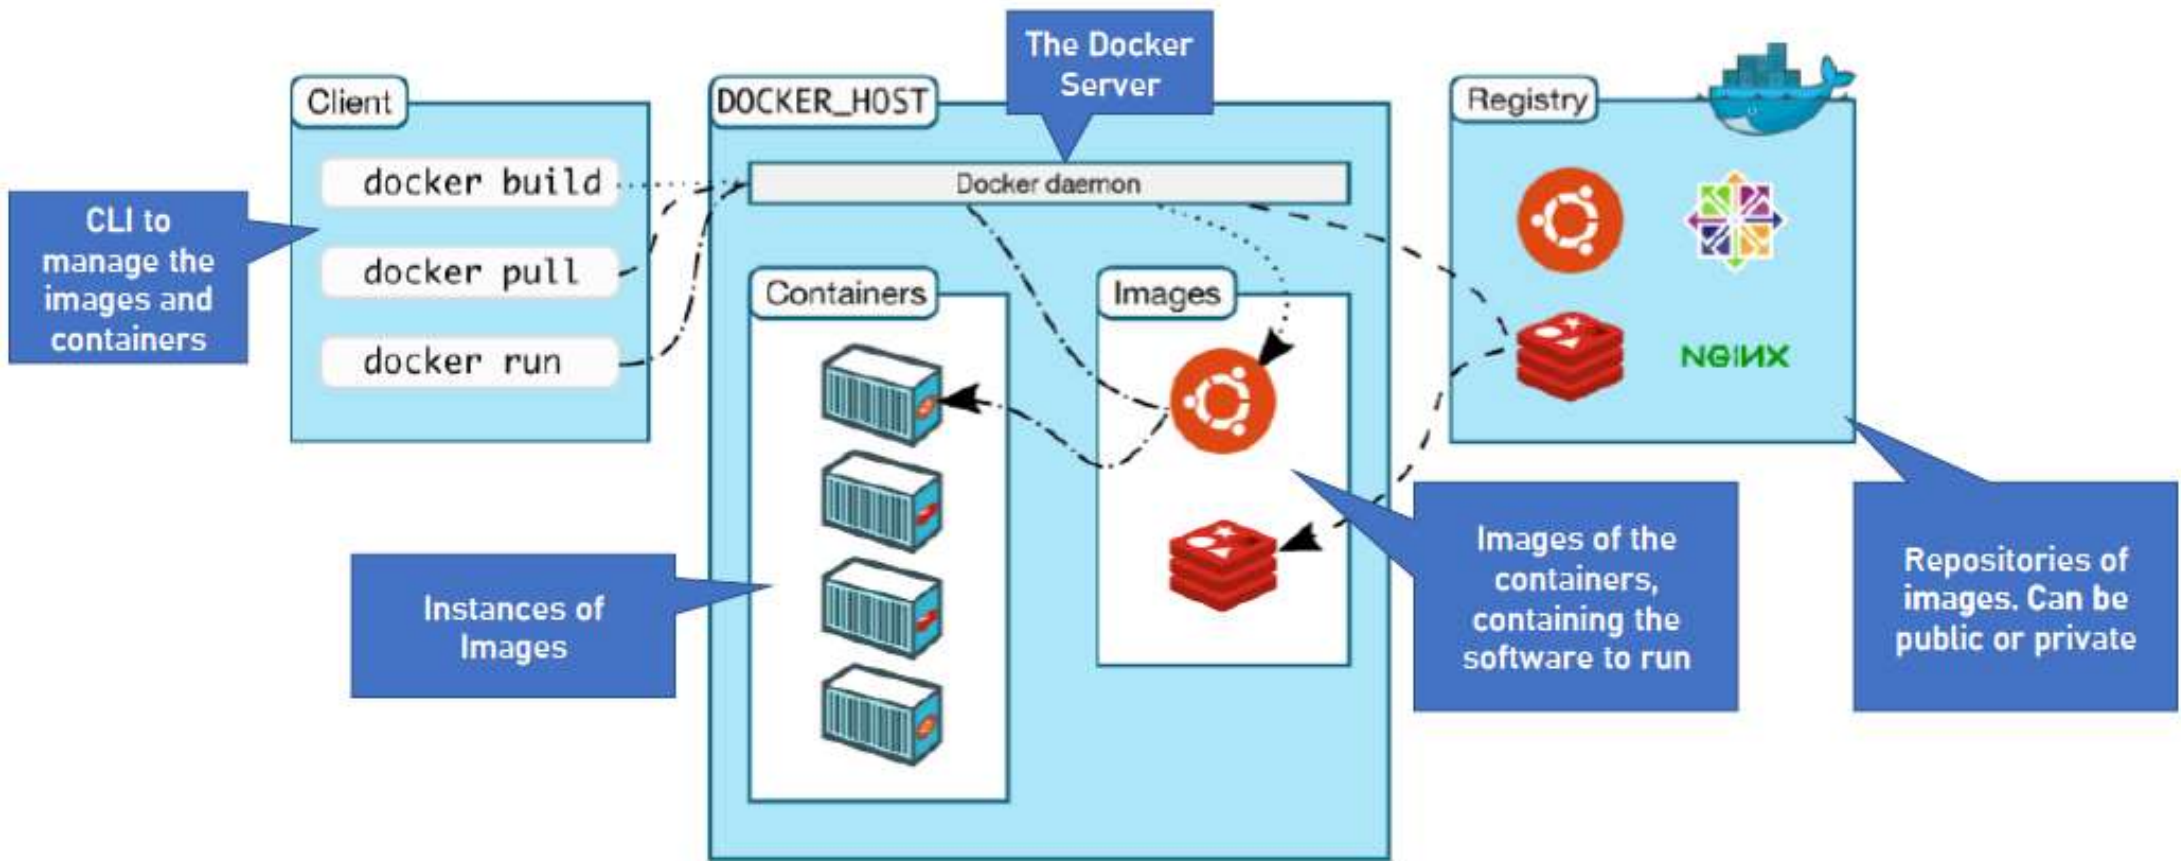 The Docker
Server
Client
DOCKER_HOST
Registry
docker build
docker pull
docker run
Docker daemon
CLI to
manage the
images and
containers
Containers
Images
NGINX
Instances of
Images
Images of the
containers,
containing the
software to run
Repositories of
images. Can be
public or private